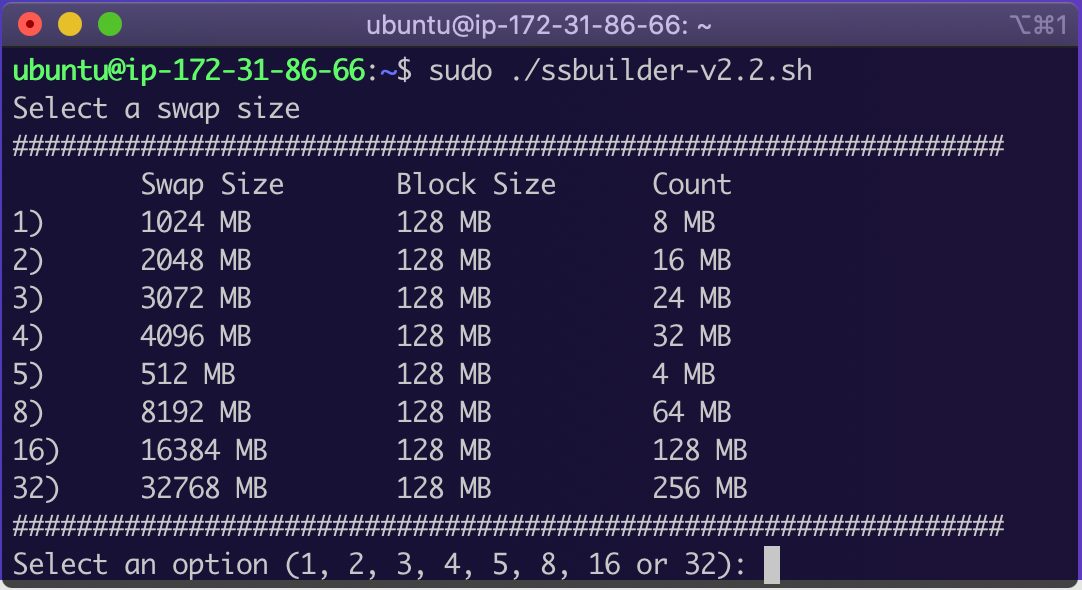 ubuntu@ip-172-31-86-66: ~ ⌥⌘1
ubuntu@ip-172-31-86-66:~$ sudo ./ssbuilder-v2.2.sh
Select a swap size
##############################################################
Swap Size Block Size Count
1) 1024 MB 128 MB 8 MB
2) 2048 MB 128 MB 16 MB
3) 3072 MB 128 MB 24 MB
4) 4096 MB 128 MB 32 MB
5) 512 MB 128 MB 4 MB
8) 8192 MB 128 MB 64 MB
16) 16384 MB 128 MB 128 MB
32) 32768 MB 128 MB 256 MB
##############################################################
Select an option (1, 2, 3, 4, 5, 8, 16 or 32):